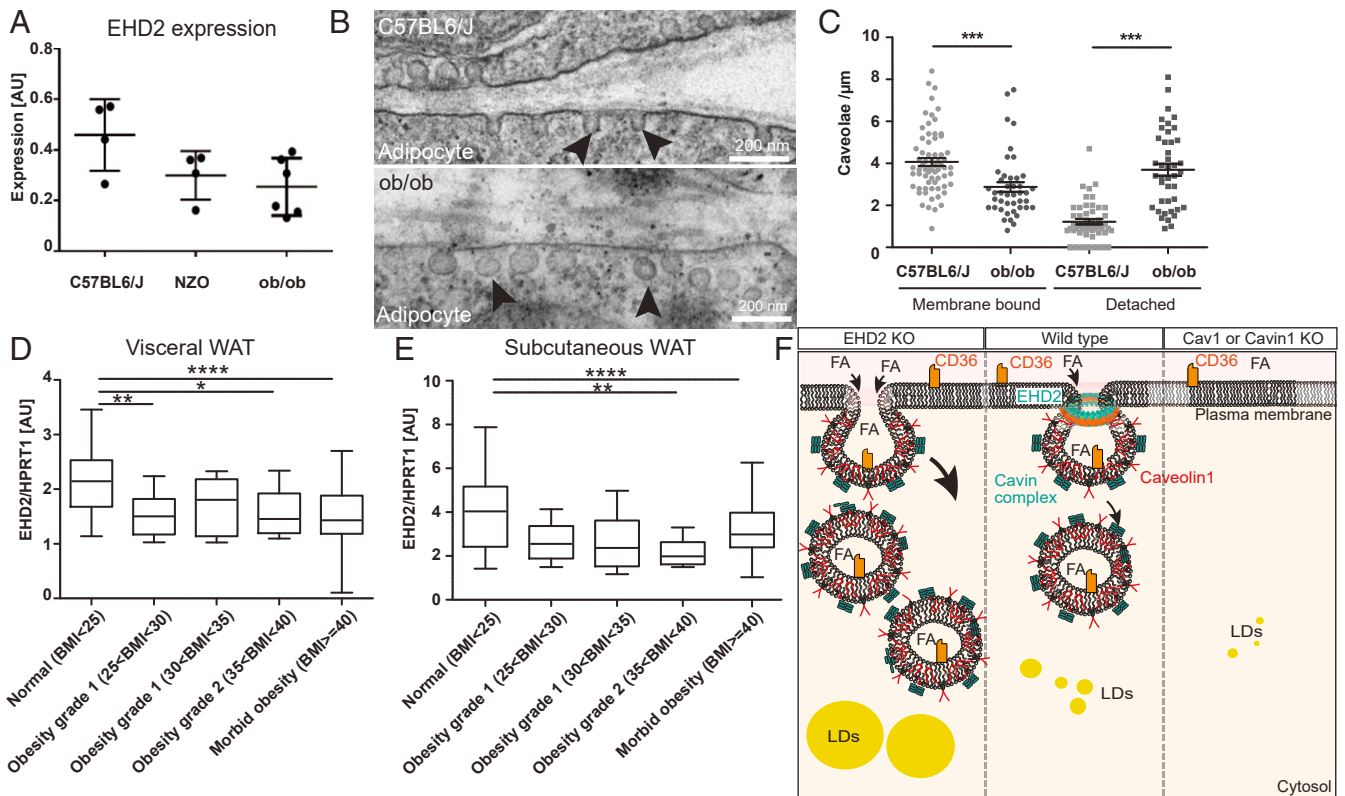 A
EHD2 expression
Expression [AU]
0.8
0.6
0.4
0.2
0
C57BL6/J
NZO
ob/ob
B
C57BL6/J
Adipocyte
200 nm
ob/ob
Adipocyte
200 nm
C
Caveolae /µm
10
8
6
4
2
0
***
***
C57BL6/J
ob/ob
C57BL6/J
ob/ob
Membrane bound
Detached
D
Visceral WAT
EHD2/HPRT1 [AU]
4
3
2
1
0
****
*
**
Normal (BMI<25)
Obesity grade 1 (25<BMI<30)
Obesity grade 1 (30<BMI<35)
Obesity grade 2 (35<BMI<40)
Morbid obesity (BMI>=40)
E
Subcutaneous WAT
EHD2/HPRT1 [AU]
10
8
6
4
2
0
****
**
Normal (BMI<25)
Obesity grade 1 (25<BMI<30)
Obesity grade 1 (30<BMI<35)
Obesity grade 2 (35<BMI<40)
Morbid obesity (BMI>=40)
F
EHD2 KO
Wild type
Cav1 or Cavin1 KO
FA
FA
CD36
CD36
FA
CD36
FA
EHD2
Plasma membrane
FA
FA
Cavin
complex
Caveolin1
FA
FA
FA
LDs
LDs
LDs
Cytosol